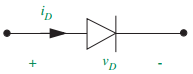 i_D
+ v_D -